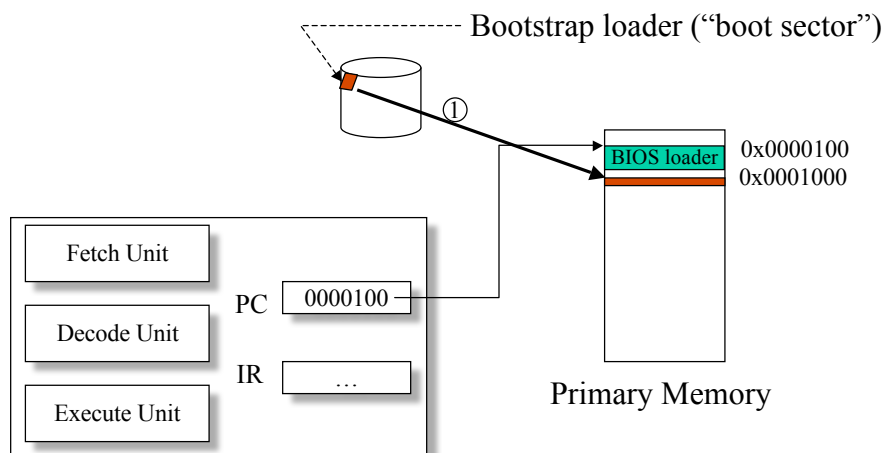 Bootstrap loader (“boot sector”)
①
BIOS loader
0x0000100
0x0001000
Fetch Unit
PC
0000100
Decode Unit
IR
…
Execute Unit
Primary Memory